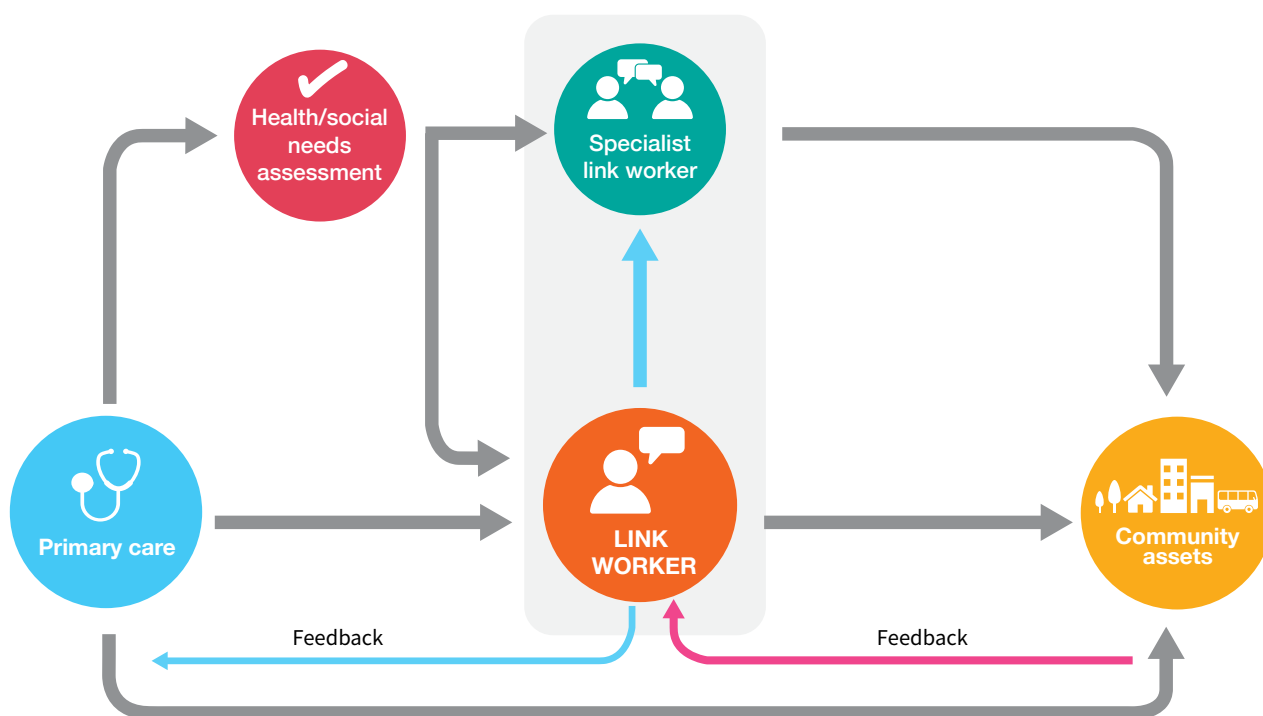 Health/social
needs
assessment
Specialist
link worker
Primary care
LINK
WORKER
Community
assets
Feedback
Feedback